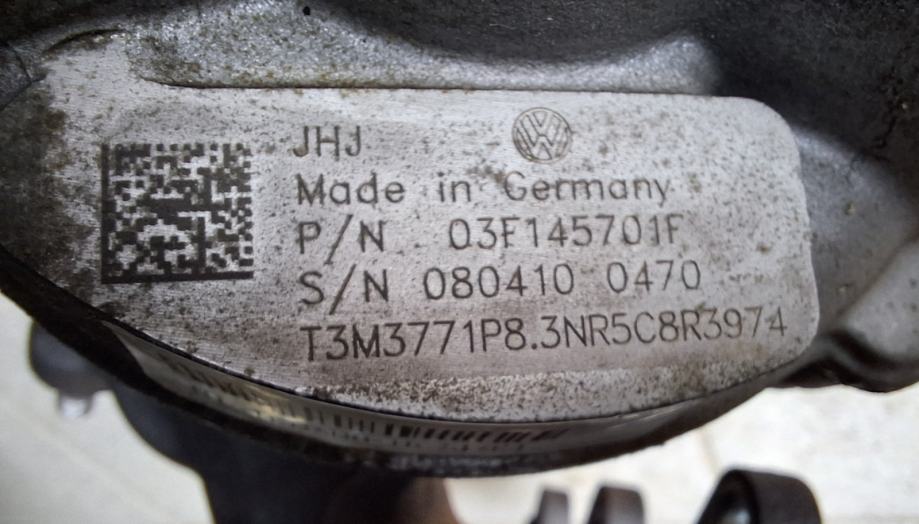 JHJ
Made in Germany
P/N 03F145701F
S/N 080410 0470
T3M3771P8.3NR5C8R3974